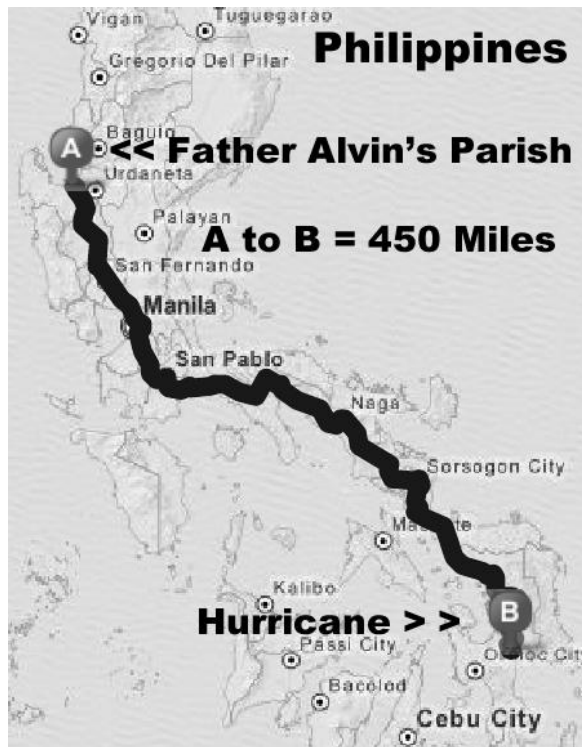 Vigan
Tuguegarao
Philippines
Gregorio Del Pilar
Baguio
A
<< Father Alvin's Parish
Urdaneta
Palayan
A to B = 450 Miles
San Fernando
Manila
San Pablo
Naga
Sorsogon City
Kalibo
B
Hurricane > >
Passi City
Bacolod
Cebu City